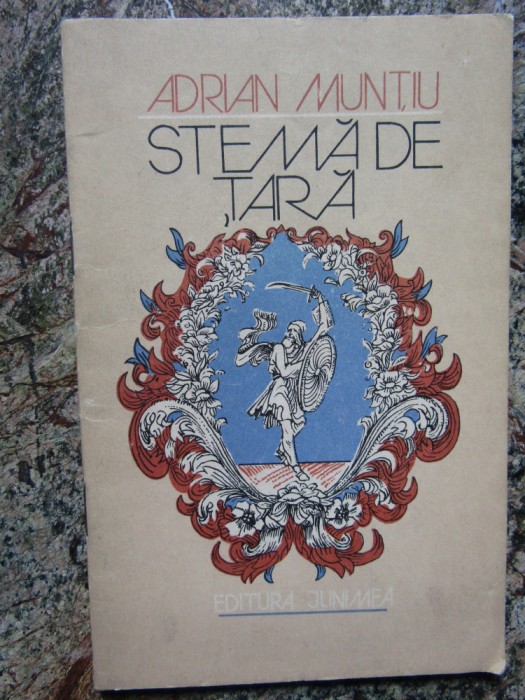 ADRIAN MUNȚIU
STEMĂ DE
ȚARĂ
EDITURA JUNIMEA